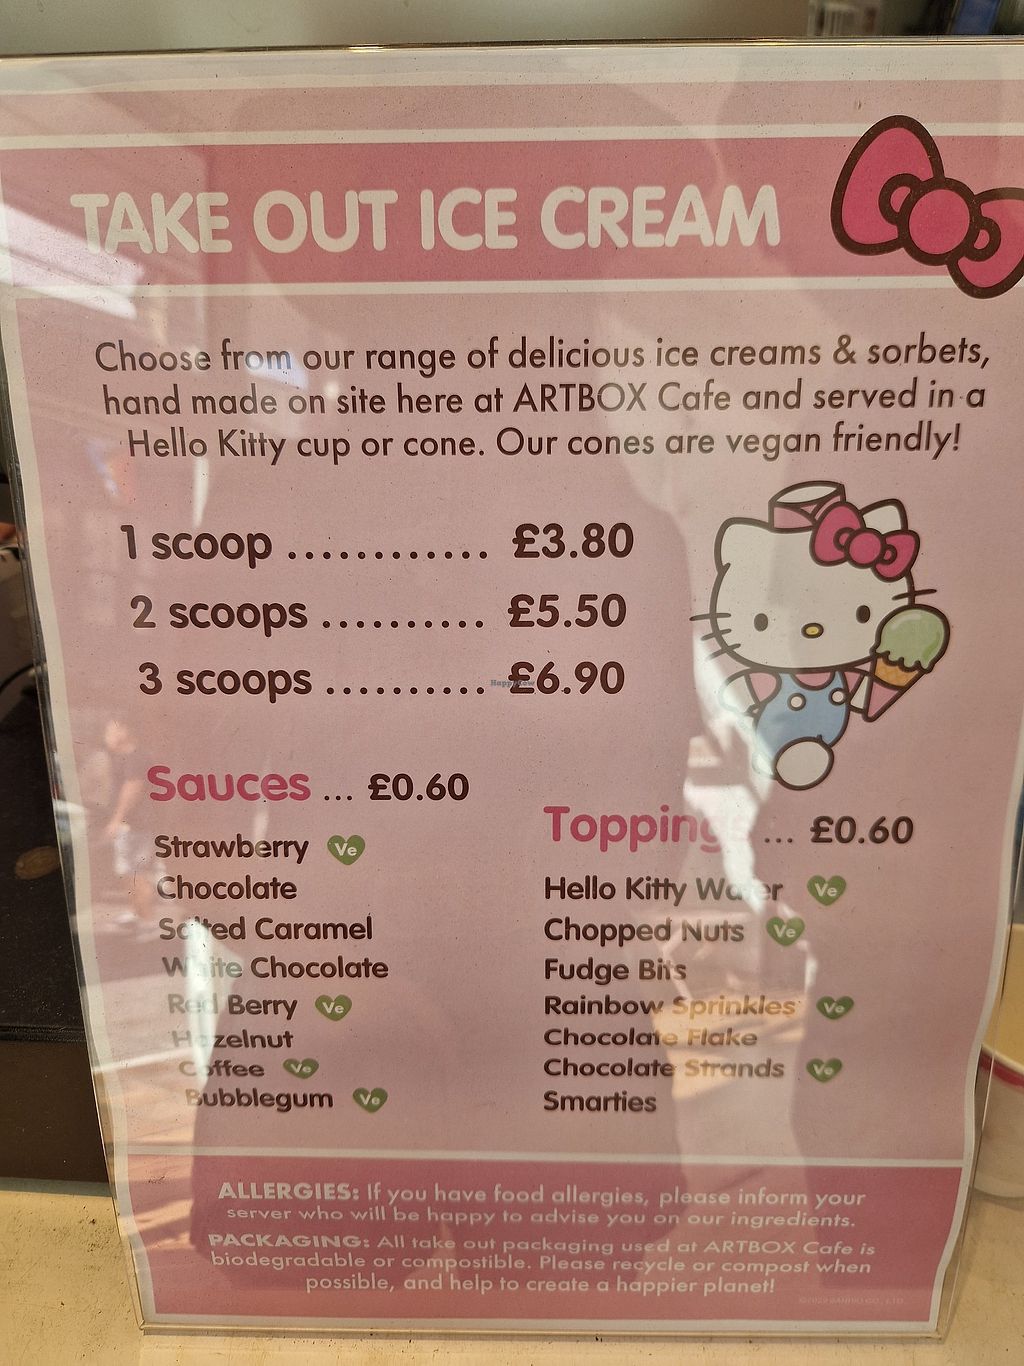 TAKE OUT ICE CREAM
Choose from our range of delicious ice creams & sorbets,
hand made on site here at ARTBOX Cafe and served in a
Hello Kitty cup or cone. Our cones are vegan friendly!
1 scoop ............ £3.80
2 scoops .......... £5.50
3 scoops .......... £6.90
HappyCow
Sauces ... £0.60
Strawberry Ve
Chocolate
Salted Caramel
White Chocolate
Red Berry Ve
Hazelnut
Coffee Ve
Bubblegum Ve
Toppings ... £0.60
Hello Kitty Wafer Ve
Chopped Nuts Ve
Fudge Bits
Rainbow Sprinkles Ve
Chocolate Flake
Chocolate Strands Ve
Smarties
ALLERGIES: If you have food allergies, please inform your
server who will be happy to advise you on our ingredients.
PACKAGING: All take out packaging used at ARTBOX Cafe is
biodegradable or compostible. Please recycle or compost when
possible, and help to create a happier planet!